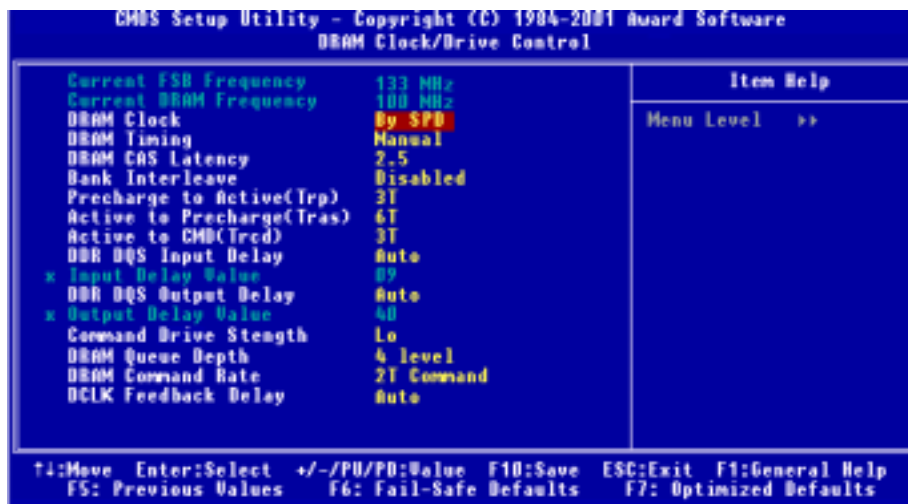 CMOS Setup Utility - Copyright (C) 1984-2001 Award Software
DRAM Clock/Drive Control
Current FSB Frequency 133 MHz
Current DRAM Frequency 100 MHz
DRAM Clock By SPD
DRAM Timing Manual
DRAM CAS Latency 2.5
Bank Interleave Disabled
Precharge to Active(Trp) 3T
Active to Precharge(Tras) 6T
Active to CMD(Trcd) 3T
DDR DQS Input Delay Auto
x Input Delay Value 09
DDR DQS Output Delay Auto
x Output Delay Value 40
Command Drive Stength Lo
DRAM Queue Depth 4 level
DRAM Command Rate 2T Command
DCLK Feedback Delay Auto
Item Help
Menu Level ▸▸
↑↓:Move Enter:Select +/-/PU/PD:Value F10:Save ESC:Exit F1:General Help
F5: Previous Values F6: Fail-Safe Defaults F7: Optimized Defaults